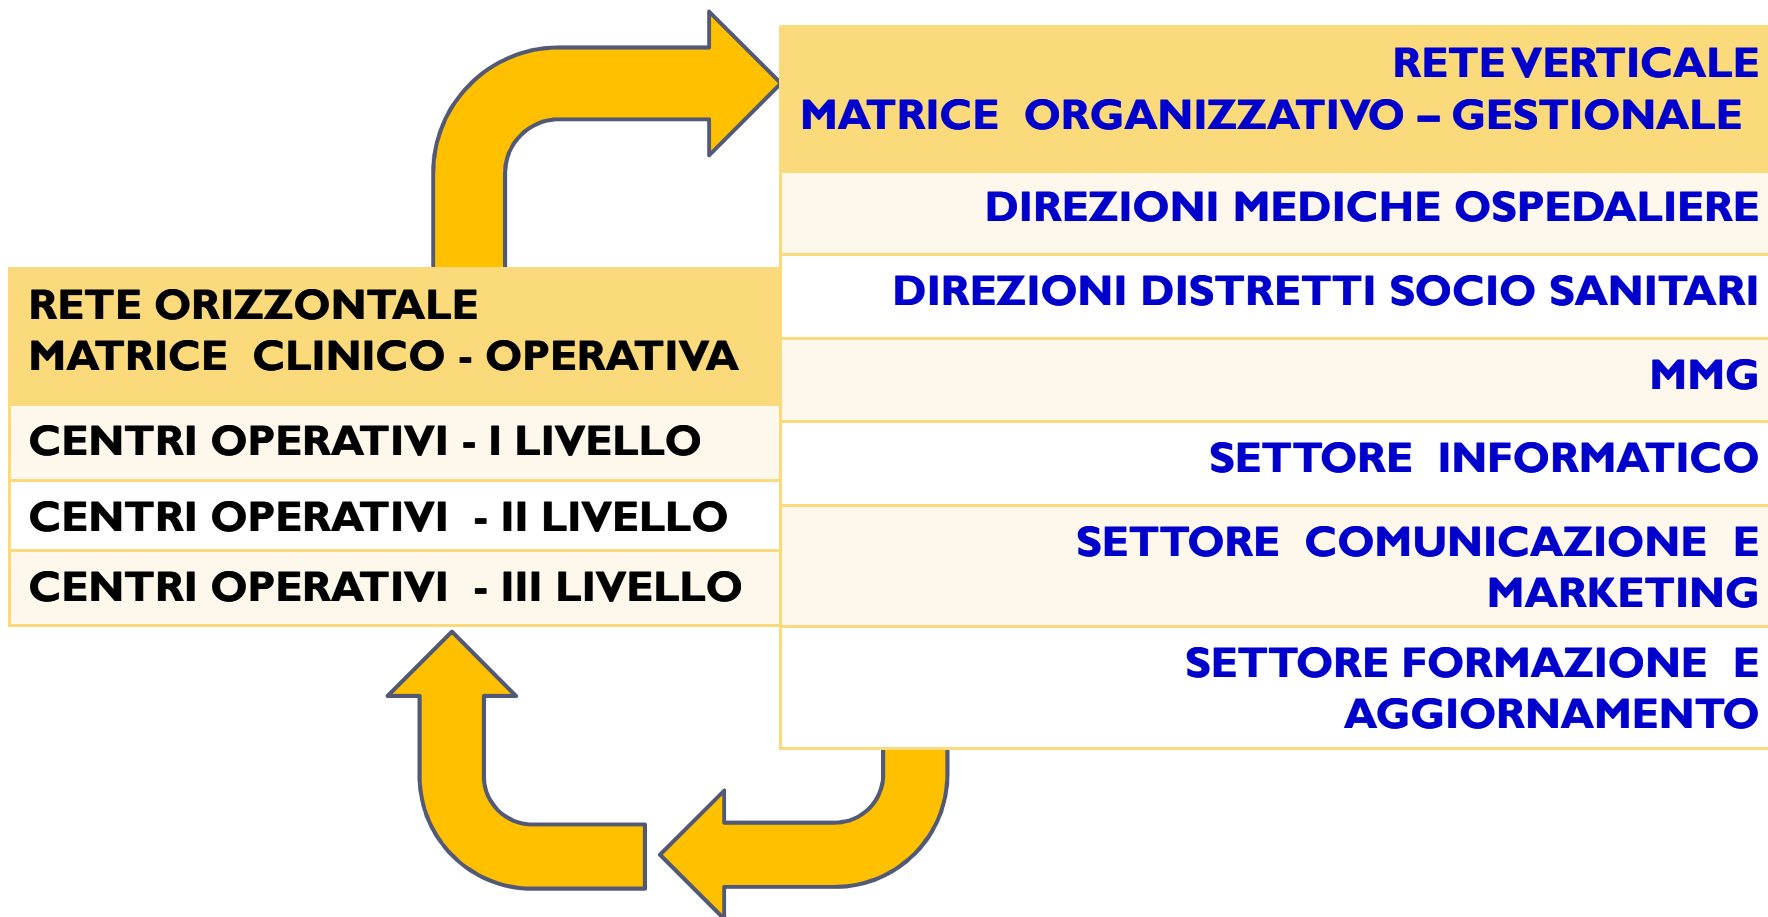 RETE ORIZZONTALE
MATRICE CLINICO - OPERATIVA
CENTRI OPERATIVI - I LIVELLO
CENTRI OPERATIVI - II LIVELLO
CENTRI OPERATIVI - III LIVELLO
RETE VERTICALE
MATRICE ORGANIZZATIVO – GESTIONALE
DIREZIONI MEDICHE OSPEDALIERE
DIREZIONI DISTRETTI SOCIO SANITARI
MMG
SETTORE INFORMATICO
SETTORE COMUNICAZIONE E
MARKETING
SETTORE FORMAZIONE E
AGGIORNAMENTO